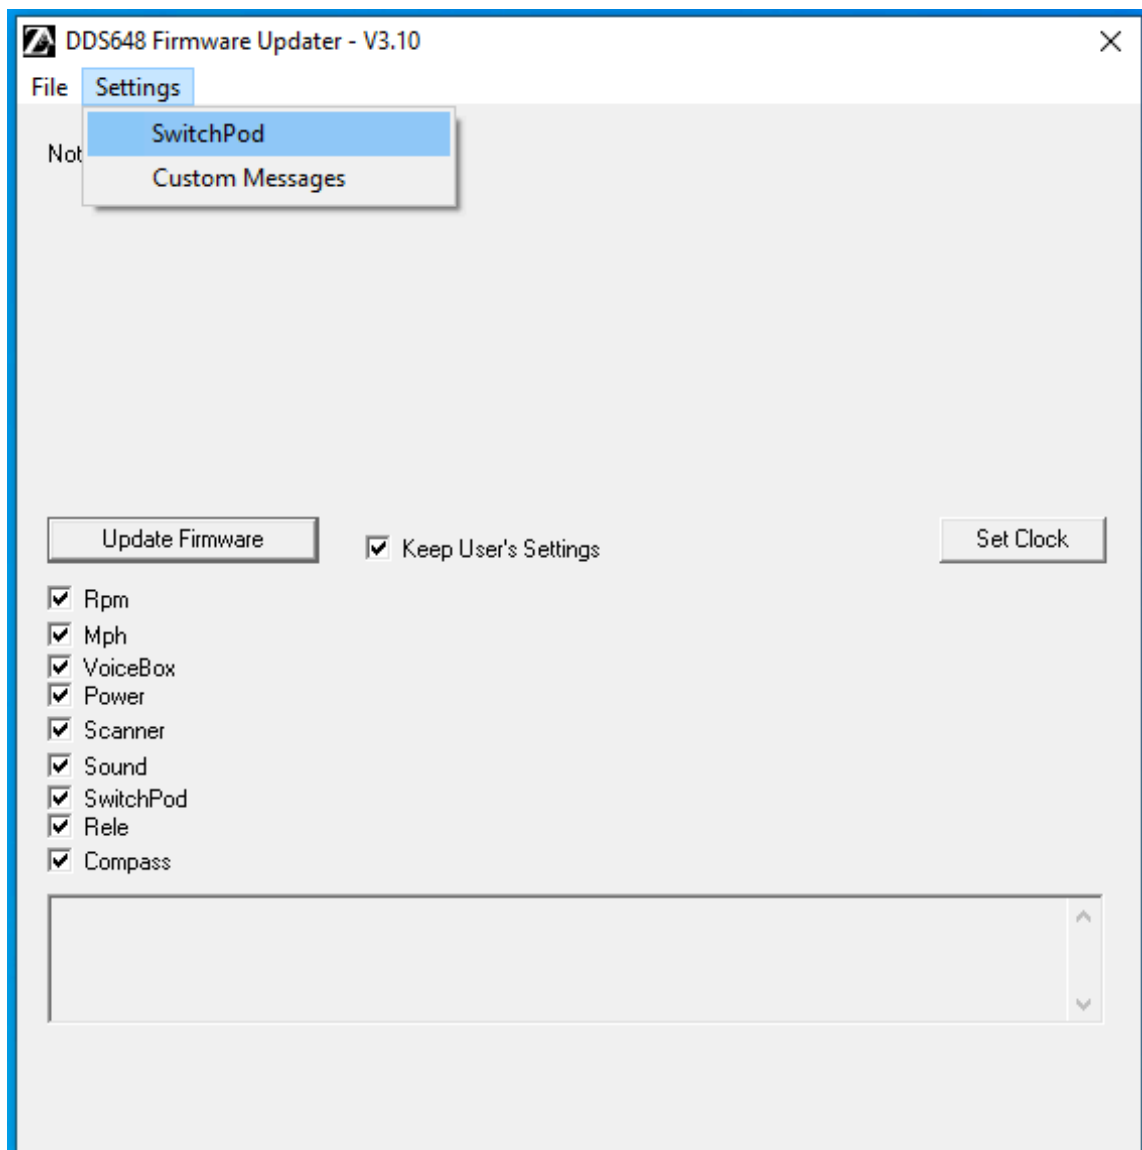 DDS648 Firmware Updater - V3.10
File Settings
SwitchPod
Custom Messages
Update Firmware
Keep User's Settings
Set Clock
Rpm
Mph
VoiceBox
Power
Scanner
Sound
SwitchPod
Rele
Compass